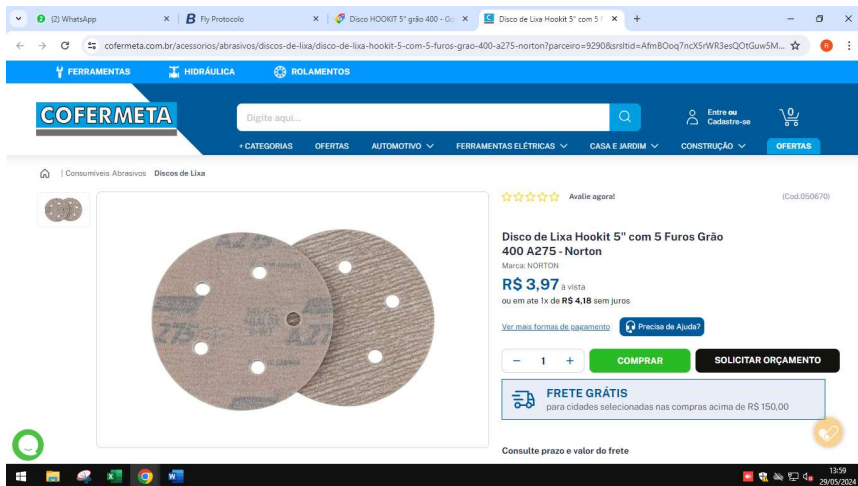 (2) WhatsApp
Fly Protocolo
Disco HOOKIT 5" grão 400 - Go
Disco de Lixa Hookit 5" com 5 F
cofermeta.com.br/acessorios/abrasivos/discos-de-lixa/disco-de-lixa-hookit-5-com-5-furos-grao-400-a275-norton?parceiro=9290&srsltid=AfmBOoq7ncX5rWR3esQOtGuw5M...
R
FERRAMENTAS
HIDRÁULICA
ROLAMENTOS
COFERMETA
Digite aqui...
Entre ou
Cadastre-se
0
+ CATEGORIAS
OFERTAS
AUTOMOTIVO
FERRAMENTAS ELÉTRICAS
CASA E JARDIM
CONSTRUÇÃO
OFERTAS
| Consumíveis Abrasivos Discos de Lixa
Avalie agora!
(Cod.050670)
A275
275
A27
Disco de Lixa Hookit 5" com 5 Furos Grão
400 A275 - Norton
Marca: NORTON
R$ 3,97 à vista
ou em ate 1x de R$ 4,18 sem juros
Ver mais formas de pagamento
Precisa de Ajuda?
− 1 +
COMPRAR
SOLICITAR ORÇAMENTO
FRETE GRÁTIS
para cidades selecionadas nas compras acima de R$ 150,00
Consulte prazo e valor do frete
13:59
29/05/2024